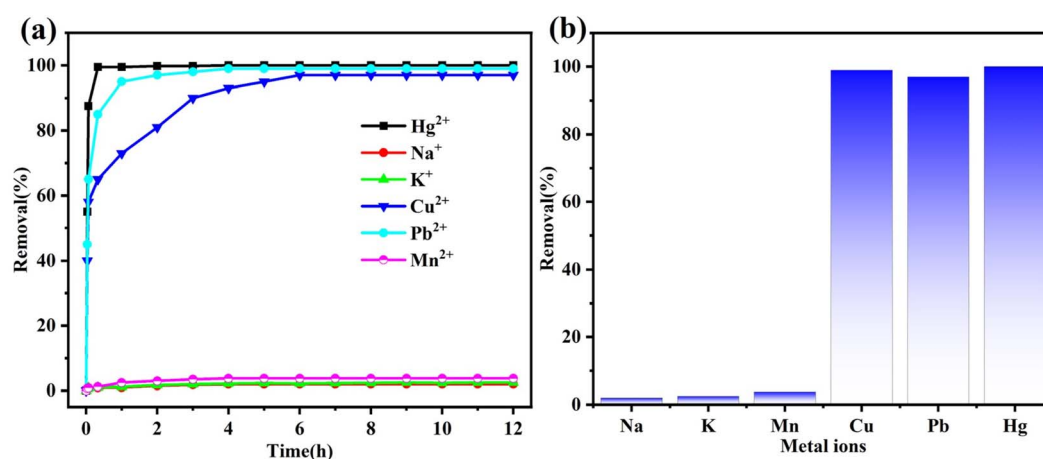 (a)
Removal(%)
100
80
60
40
20
0
Hg²⁺
Na⁺
K⁺
Cu²⁺
Pb²⁺
Mn²⁺
0 2 4 6 8 10 12
Time(h)
(b)
Removal(%)
100
80
60
40
20
0
Na K Mn Cu Pb Hg
Metal ions